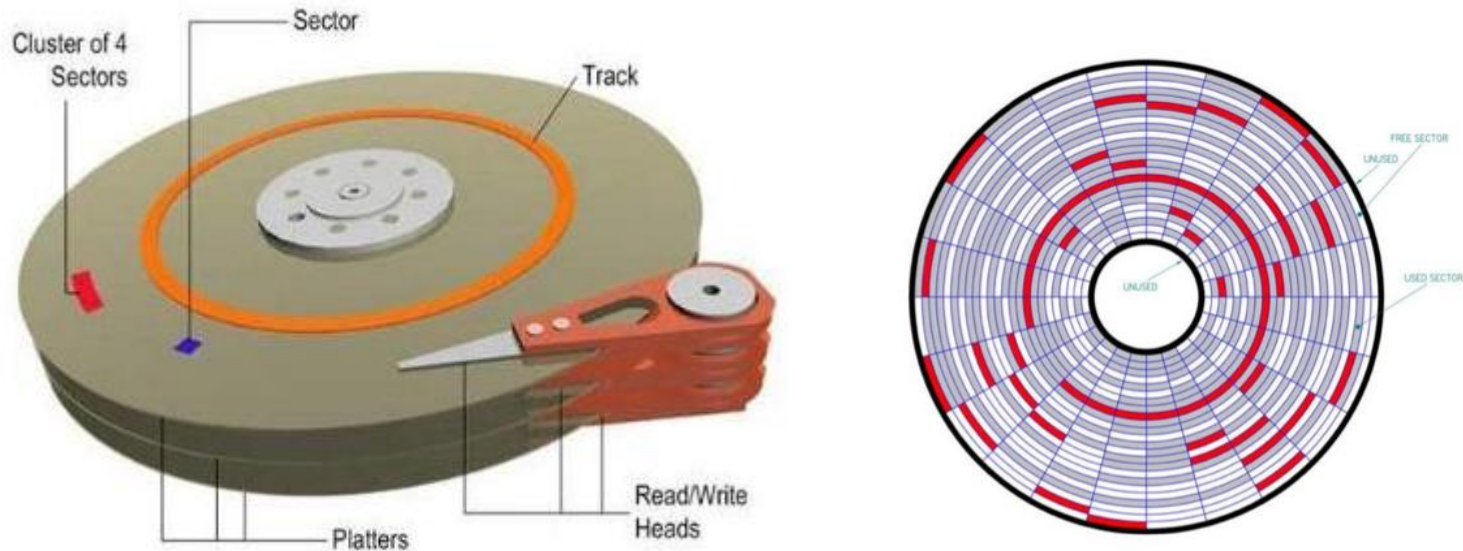 Sector
Cluster of 4
Sectors
Track
Read/Write
Heads
Platters
FREE SECTOR
UNUSED
USED SECTOR
UNUSED